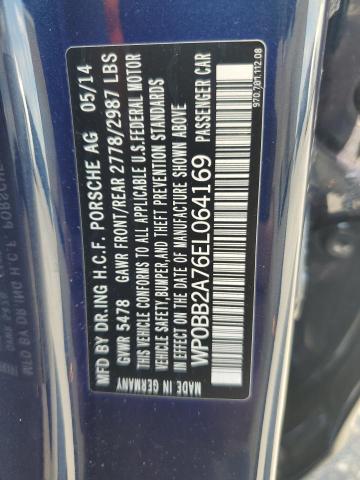 MFD BY DR.ING H.C.F. PORSCHE AG 05/14
GVWR 5478 GAWR FRONT/REAR 2778/2987 LBS
THIS VEHICLE CONFORMS TO ALL APPLICABLE U.S.FEDERAL MOTOR
VEHICLE SAFETY,BUMPER,AND THEFT PREVENTION STANDARDS
IN EFFECT ON THE DATE OF MANUFACTURE SHOWN ABOVE
WP0BB2A76EL064169 PASSENGER CAR
MADE IN GERMANY
970.701.112.08